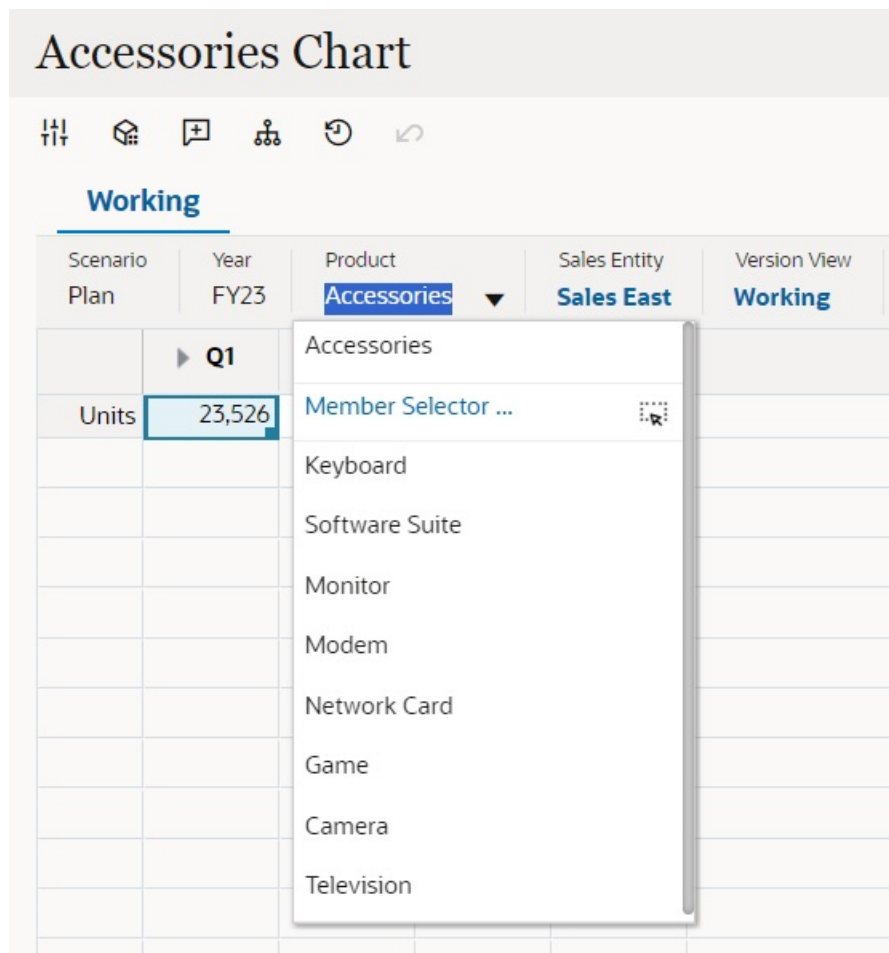 Accessories Chart
Working
Scenario Year Product Sales Entity Version View
Plan FY23 Accessories Sales East Working
Q1 Accessories
Units 23,526 Member Selector ...
Keyboard
Software Suite
Monitor
Modem
Network Card
Game
Camera
Television